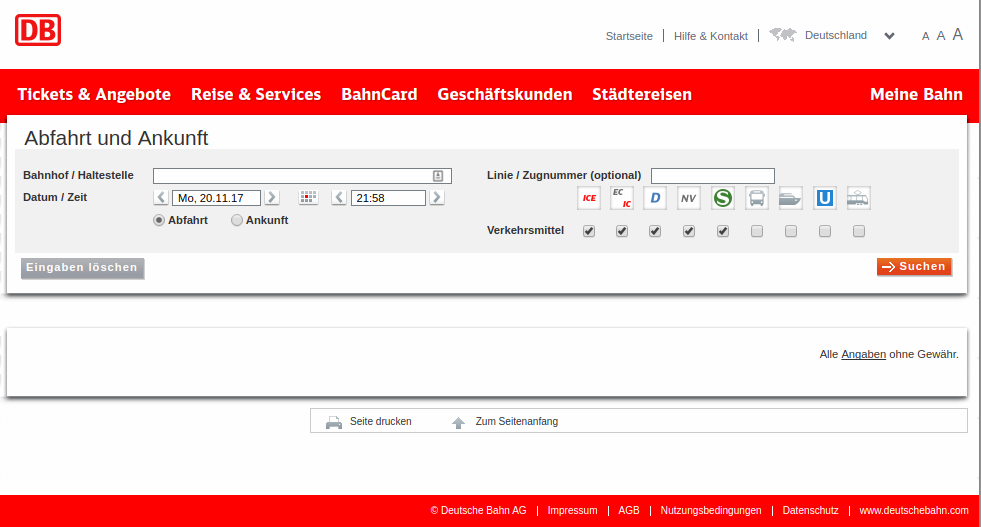 DB
Startseite Hilfe & Kontakt Deutschland A A A
Tickets & Angebote Reise & Services BahnCard Geschäftskunden Städtereisen Meine Bahn
Abfahrt und Ankunft
Bahnhof / Haltestelle Linie / Zugnummer (optional)
Datum / Zeit Mo, 20.11.17 21:58 ICE EC IC D NV S U
Abfahrt Ankunft
Verkehrsmittel
Eingaben löschen Suchen
Alle Angaben ohne Gewähr.
Seite drucken Zum Seitenanfang
© Deutsche Bahn AG | Impressum | AGB | Nutzungsbedingungen | Datenschutz | www.deutschebahn.com